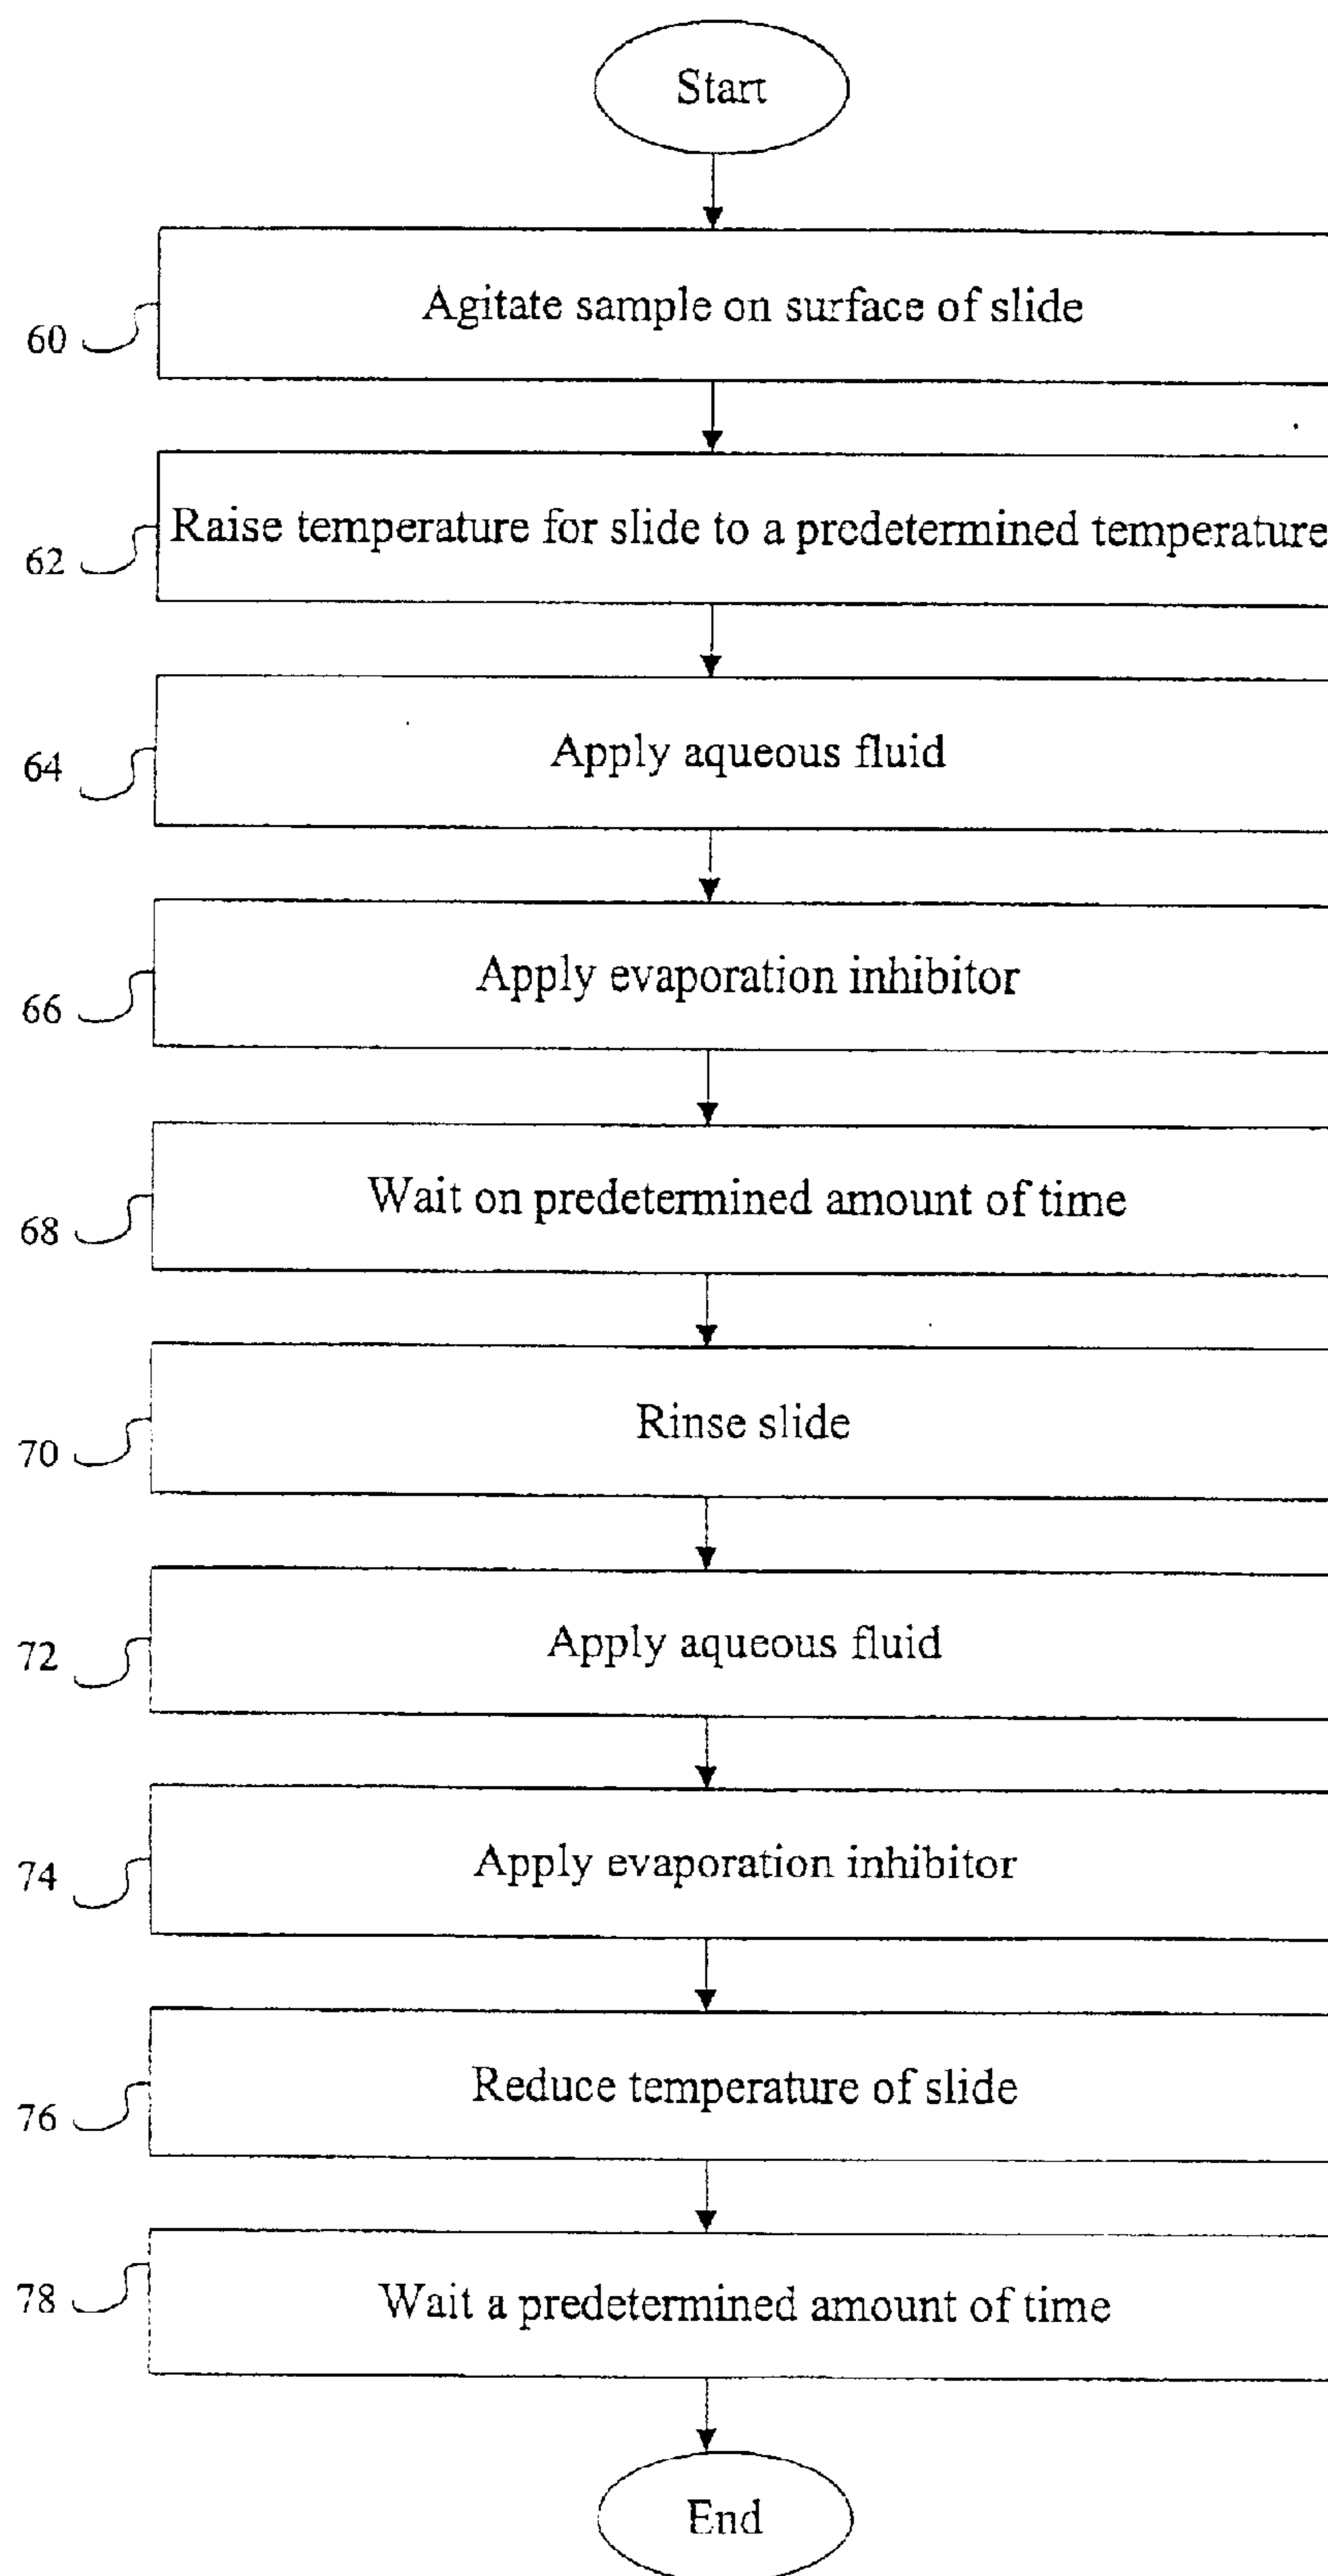 Start
Agitate sample on surface of slide
60
Raise temperature for slide to a predetermined temperature
62
Apply aqueous fluid
64
Apply evaporation inhibitor
66
Wait on predetermined amount of time
68
Rinse slide
70
Apply aqueous fluid
72
Apply evaporation inhibitor
74
Reduce temperature of slide
76
Wait a predetermined amount of time
78
End